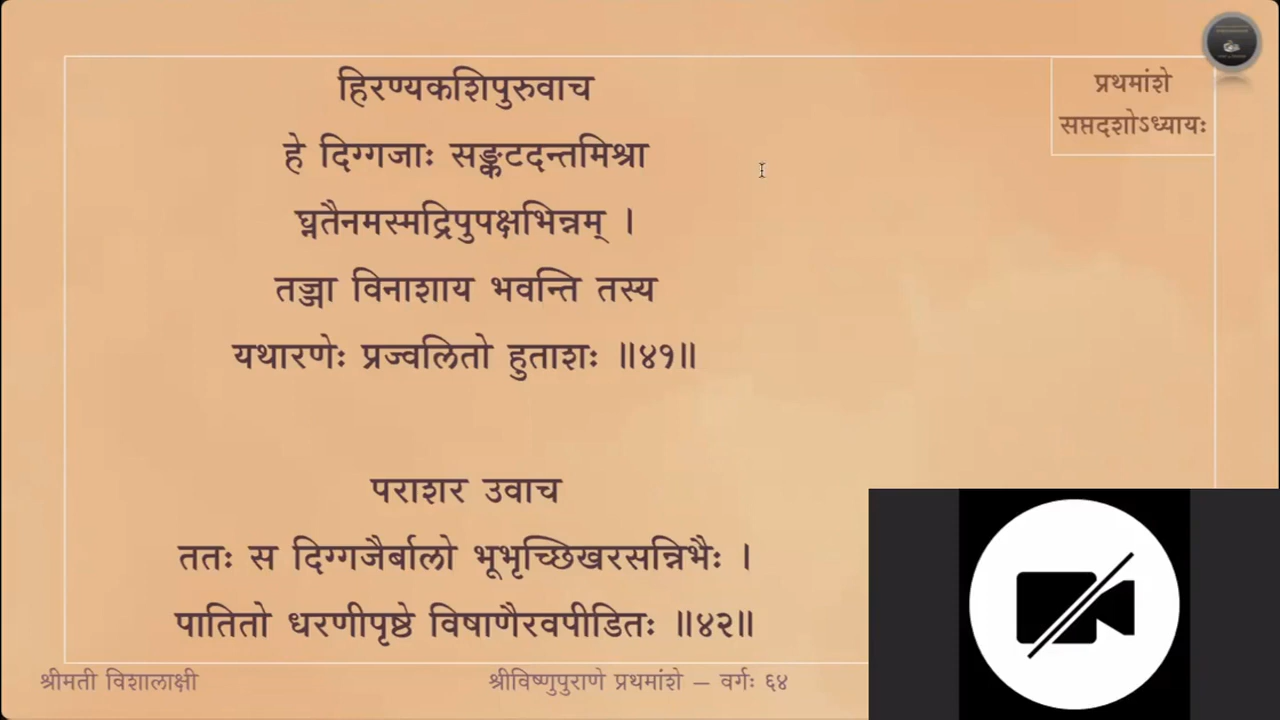 हिरण्यकशिपुरुवाच
हे दिग्गजाः सङ्कटदन्तमिश्रा
घ्नतैनमस्मद्रिपुपक्षभिन्नम् ।
तज्जा विनाशाय भवन्ति तस्य
यथारणेः प्रज्वलितो हुताशः ॥४१॥
पराशर उवाच
ततः स दिग्गजैर्बालो भूभृच्छिखरसन्निभैः ।
पातितो धरणीपृष्ठे विषाणैरवपीडितः ॥४२॥
प्रथमांशे
सप्तदशोऽध्यायः
श्रीमती विशालाक्षी
श्रीविष्णुपुराणे प्रथमांशे – वर्गः ६४